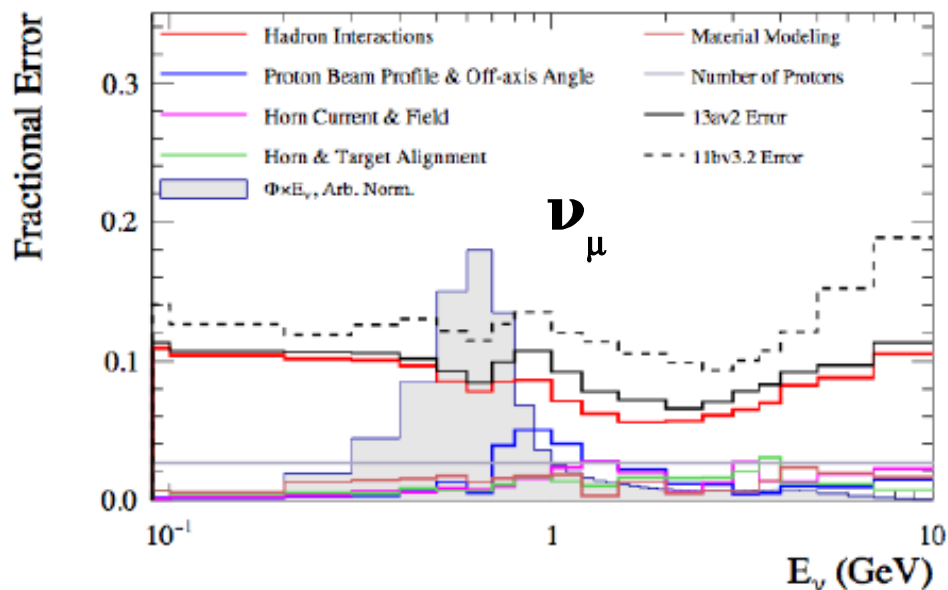 Fractional Error
0.3
0.2
0.1
0.0
Hadron Interactions
Proton Beam Profile & Off-axis Angle
Horn Current & Field
Horn & Target Alignment
Φ×Eν, Arb. Norm.
Material Modeling
Number of Protons
13av2 Error
11bv3.2 Error
νμ
10⁻¹
1
10
Eν (GeV)